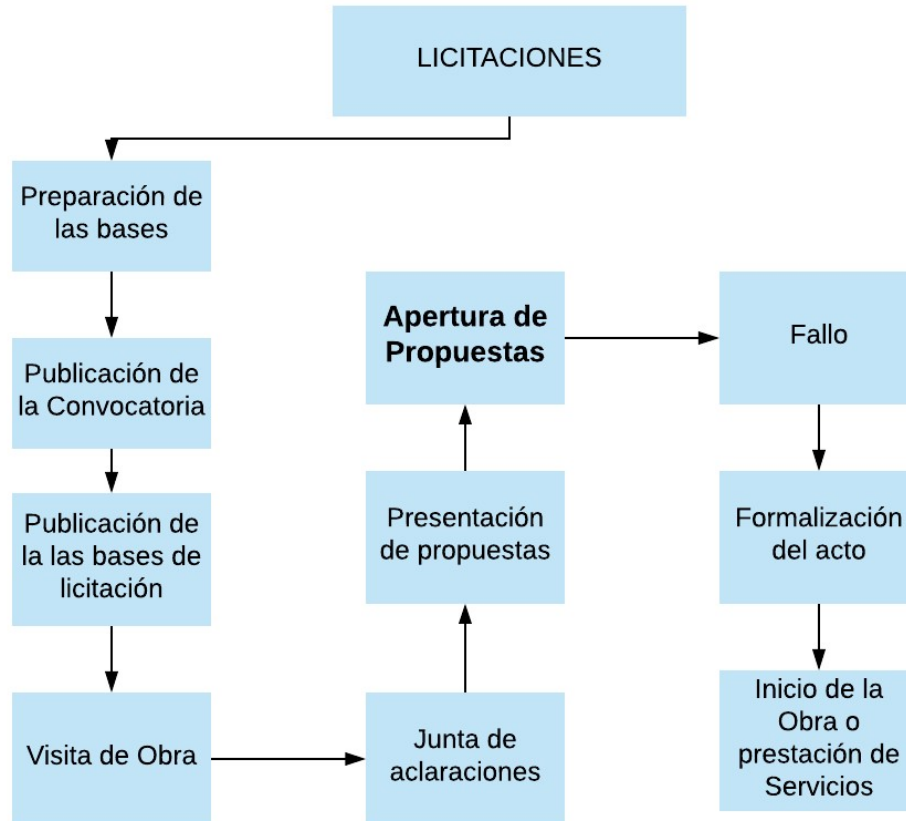 LICITACIONES
Preparación de
las bases
Publicación de
la Convocatoria
Publicación de
la las bases de
licitación
Visita de Obra
Junta de
aclaraciones
Presentación
de propuestas
Apertura de
Propuestas
Fallo
Formalización
del acto
Inicio de la
Obra o
prestación de
Servicios